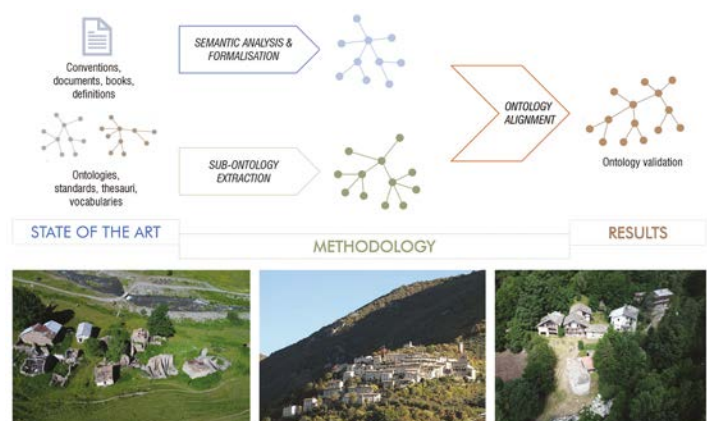 Conventions,
documents, books,
definitions
SEMANTIC ANALYSIS &
FORMALISATION
Ontologies,
standards, thesauri,
vocabularies
SUB-ONTOLOGY
EXTRACTION
ONTOLOGY
ALIGNMENT
Ontology validation
STATE OF THE ART
METHODOLOGY
RESULTS